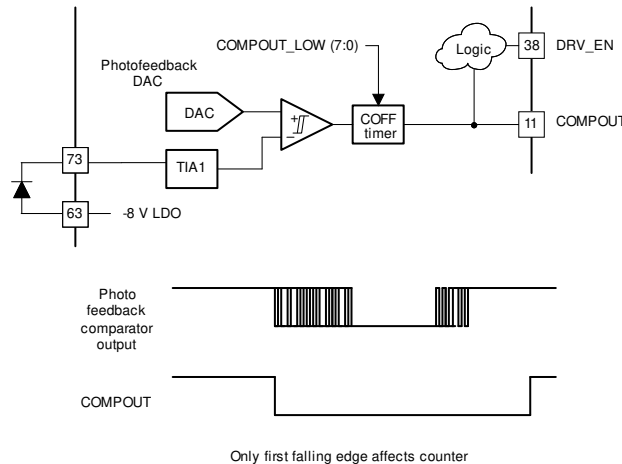 COMPOUT_LOW (7:0)
Logic
38
DRV_EN
Photofeedback
DAC
DAC
+
−
COFF
timer
11
COMPOUT
73
TIA1
63
-8 V LDO
Photo
feedback
comparator
output
COMPOUT
Only first falling edge affects counter